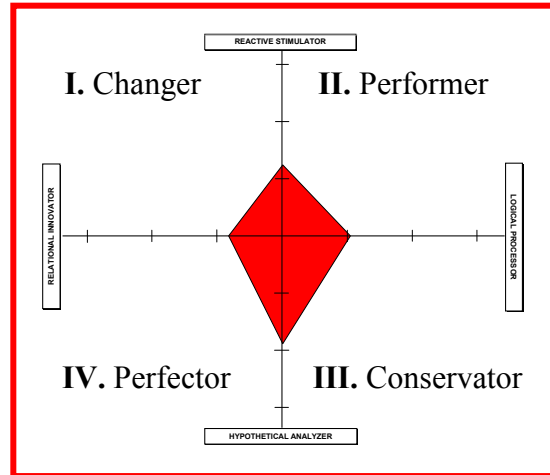 REACTIVE STIMULATOR
I. Changer
II. Performer
RELATIONAL INNOVATOR
LOGICAL PROCESSOR
IV. Perfector
III. Conservator
HYPOTHETICAL ANALYZER